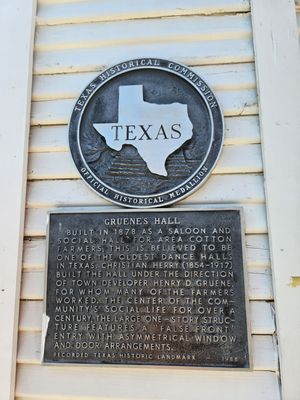 TEXAS HISTORICAL COMMISSION
TEXAS
OFFICIAL HISTORICAL MEDALLION
GRUENE'S HALL
BUILT IN 1878 AS A SALOON AND
SOCIAL HALL FOR AREA COTTON
FARMERS, THIS IS BELIEVED TO BE
ONE OF THE OLDEST DANCE HALLS
IN TEXAS. CHRISTIAN HERRY (1854-1917)
BUILT THE HALL UNDER THE DIRECTION
OF TOWN DEVELOPER HENRY D. GRUENE,
FOR WHOM MANY OF THE FARMERS
WORKED. THE CENTER OF THE COM-
MUNITY'S SOCIAL LIFE FOR OVER A
CENTURY, THE LARGE ONE-STORY STRUC-
TURE FEATURES A "FALSE FRONT"
ENTRY WITH ASYMMETRICAL WINDOW
AND DOOR ARRANGEMENTS.
RECORDED TEXAS HISTORIC LANDMARK - 1988